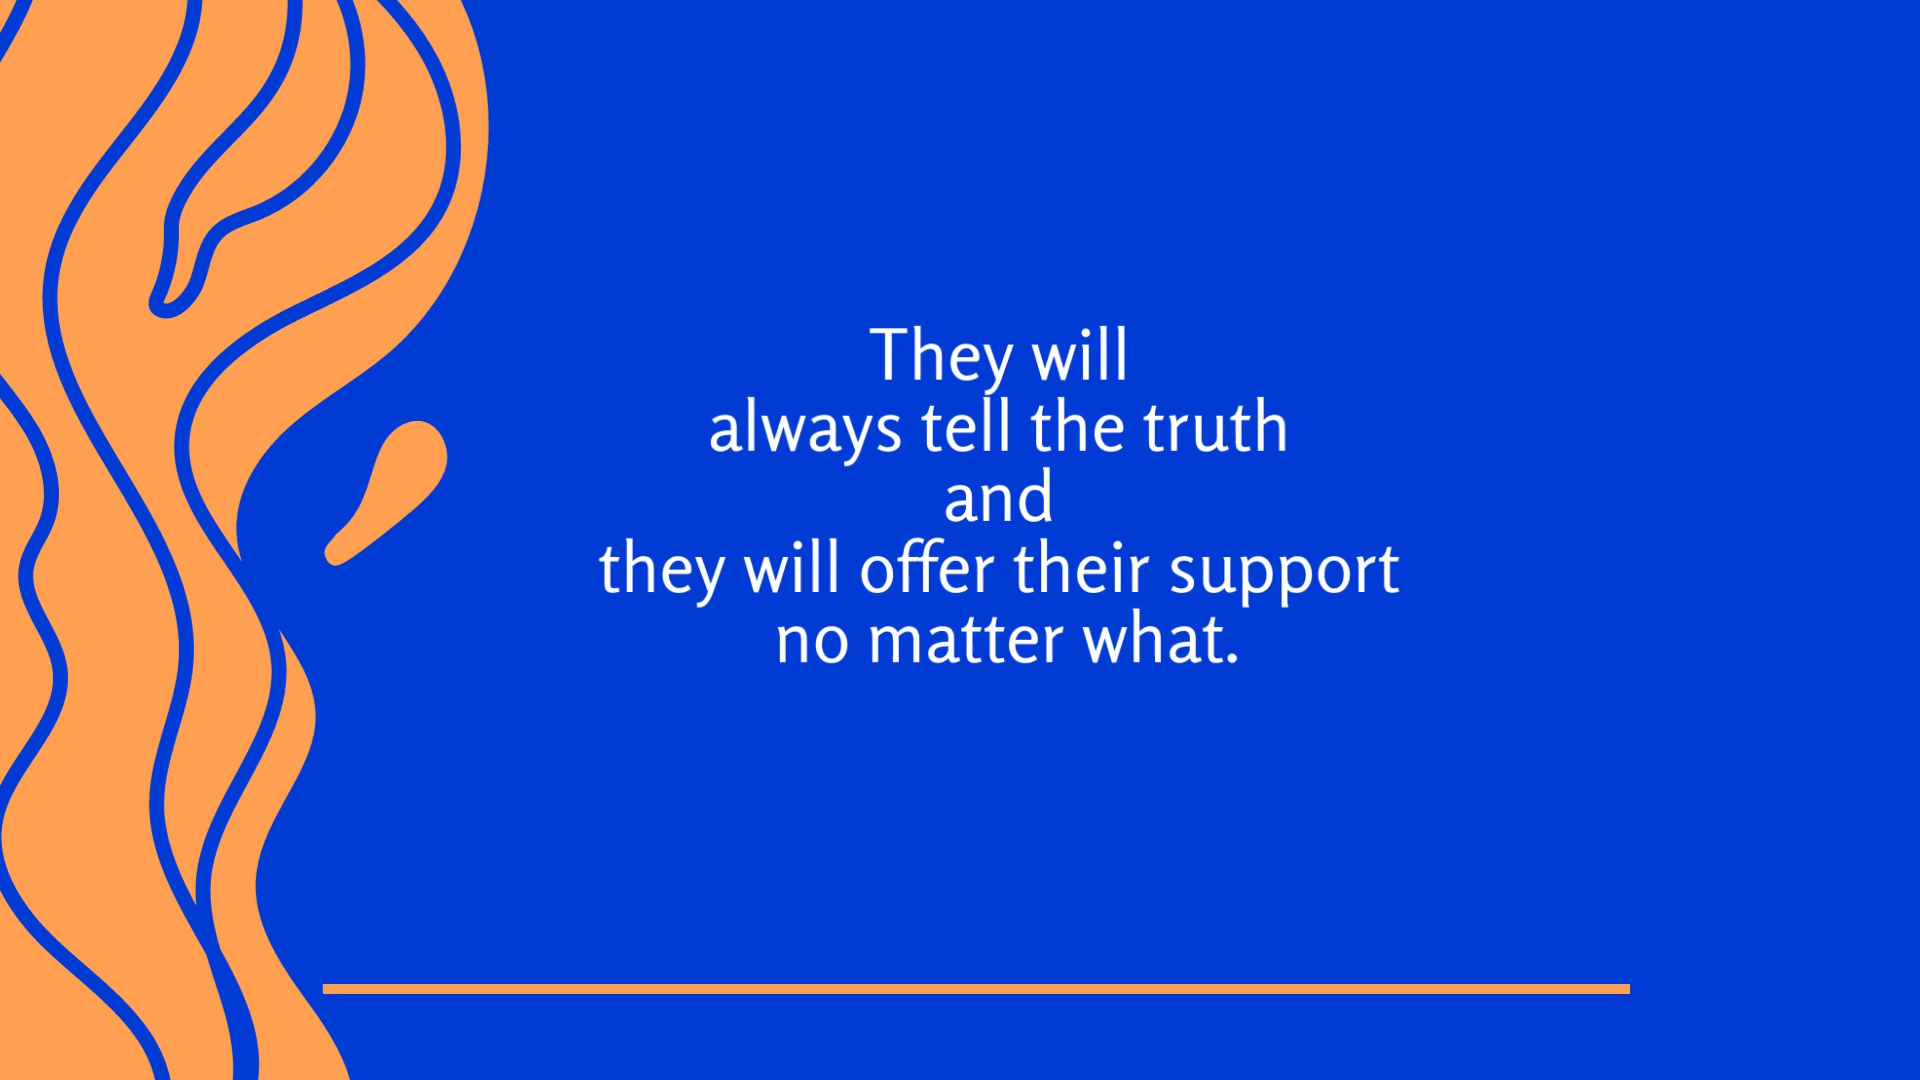 They will
always tell the truth
and
they will offer their support
no matter what.